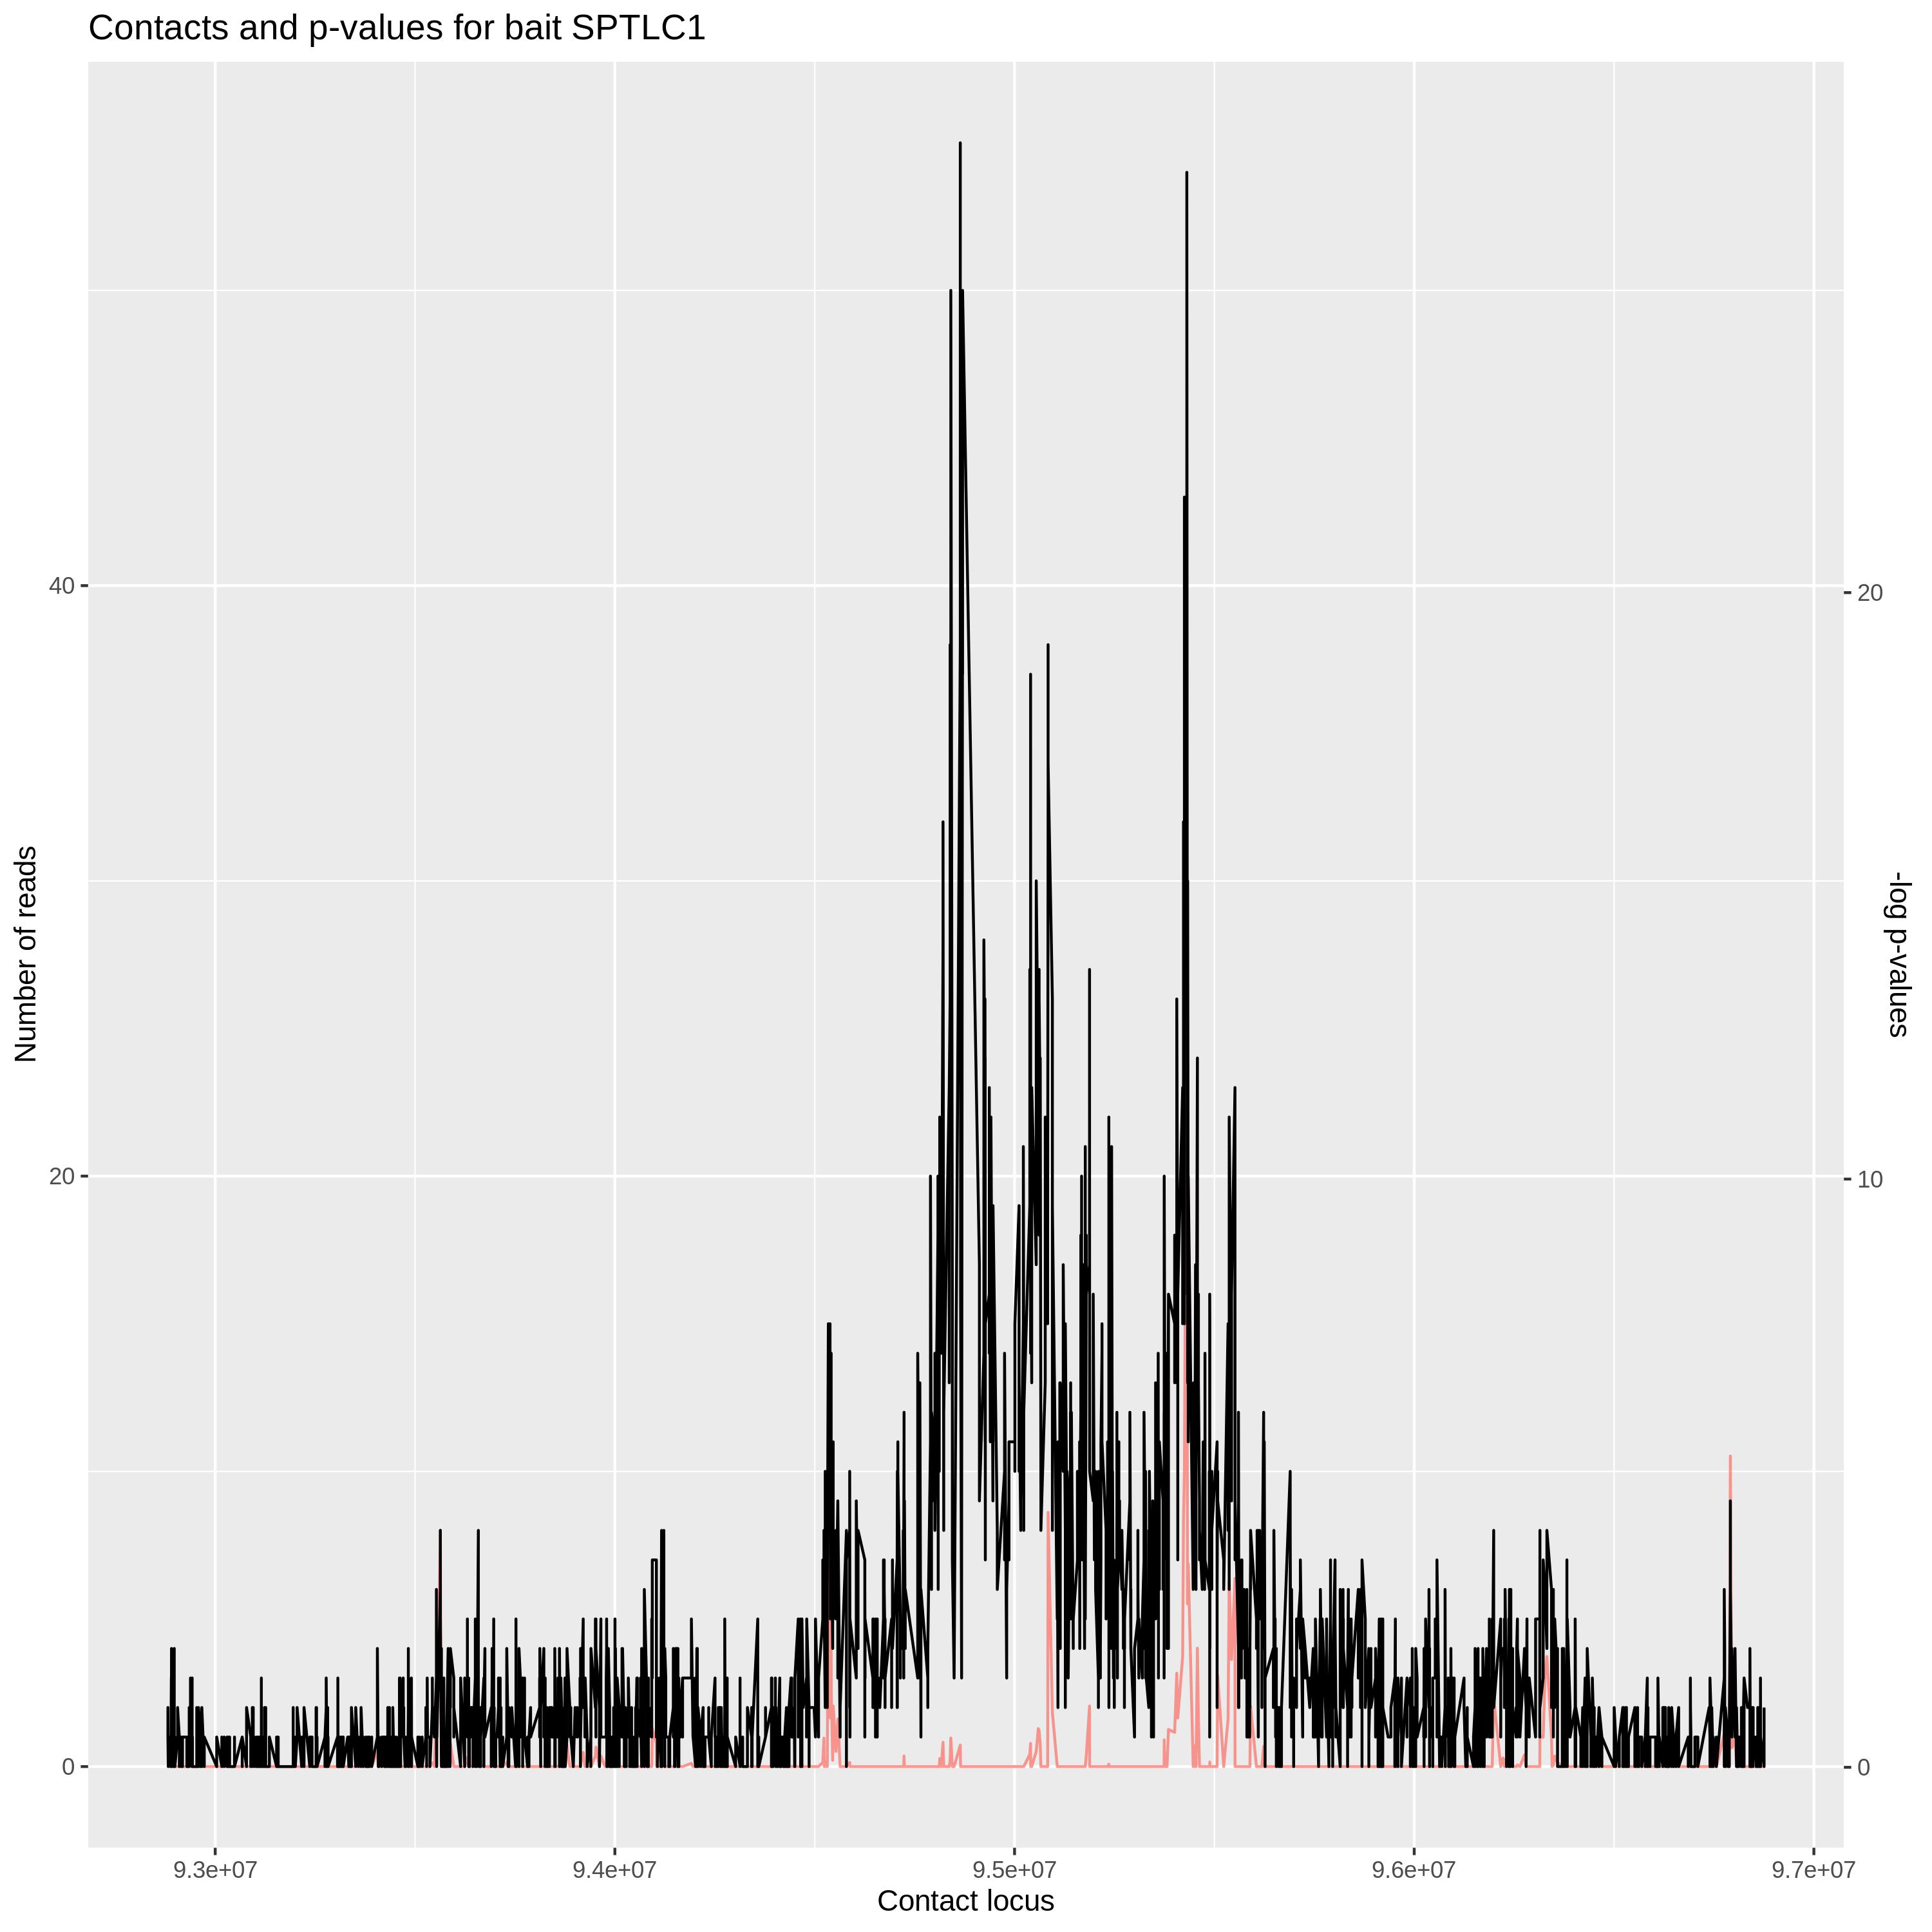 Contacts and p-values for bait SPTLC1
Number of reads
40
20
0
-log p-values
20
10
0
9.3e+07 9.4e+07 9.5e+07 9.6e+07 9.7e+07
Contact locus